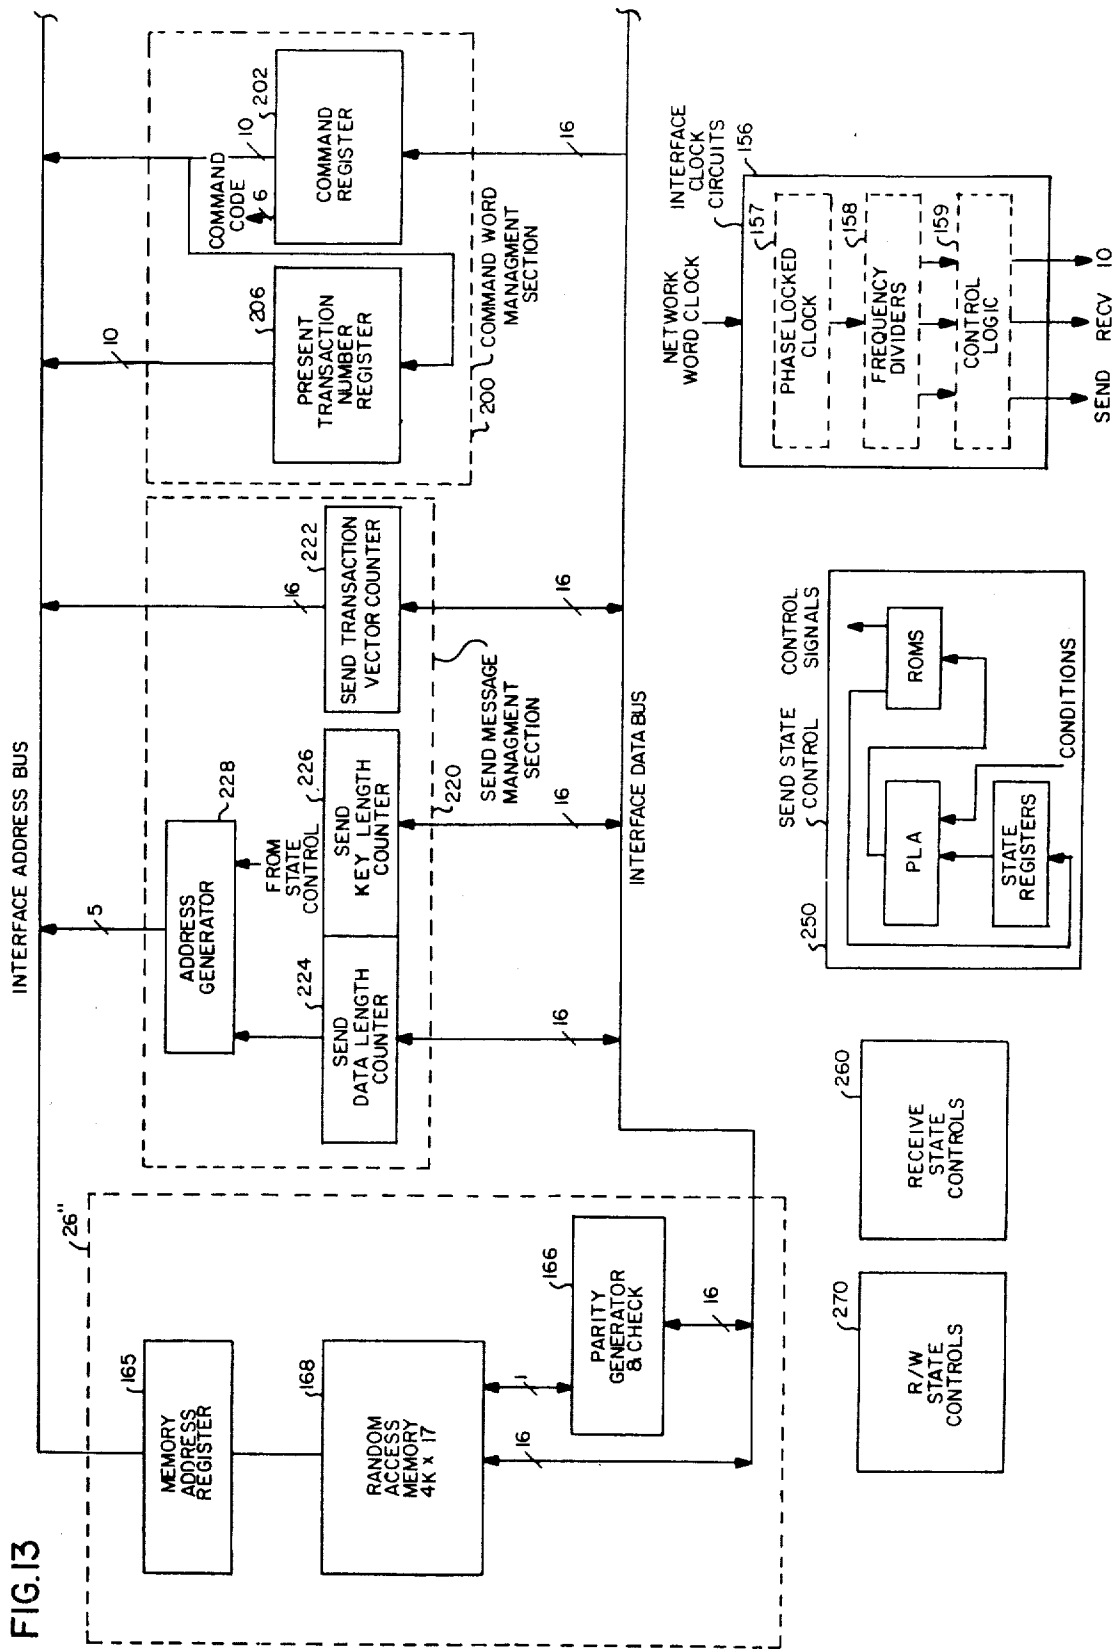 FIG.13
INTERFACE ADDRESS BUS
26"
165
MEMORY
ADDRESS
REGISTER
168
RANDOM
ACCESS
MEMORY
4K x 17
16
1
166
PARITY
GENERATOR
& CHECK
16
5
228
ADDRESS
GENERATOR
FROM
STATE
CONTROL
224
SEND
DATA LENGTH
COUNTER
226
SEND
KEY LENGTH
COUNTER
16
222
SEND TRANSACTION
VECTOR COUNTER
220
SEND MESSAGE
MANAGMENT
SECTION
16
16
16
10
206
PRESENT
TRANSACTION
NUMBER
REGISTER
COMMAND
CODE
6
10
202
COMMAND
REGISTER
200
COMMAND WORD
MANAGMENT
SECTION
16
INTERFACE DATA BUS
270
R/W
STATE
CONTROLS
260
RECEIVE
STATE
CONTROLS
250
SEND STATE
CONTROL
CONTROL
SIGNALS
PLA
ROMS
STATE
REGISTERS
CONDITIONS
NETWORK
WORD CLOCK
INTERFACE
CLOCK
CIRCUITS
156
157
PHASE LOCKED
CLOCK
158
FREQUENCY
DIVIDERS
159
CONTROL
LOGIC
SEND
RECV
IO